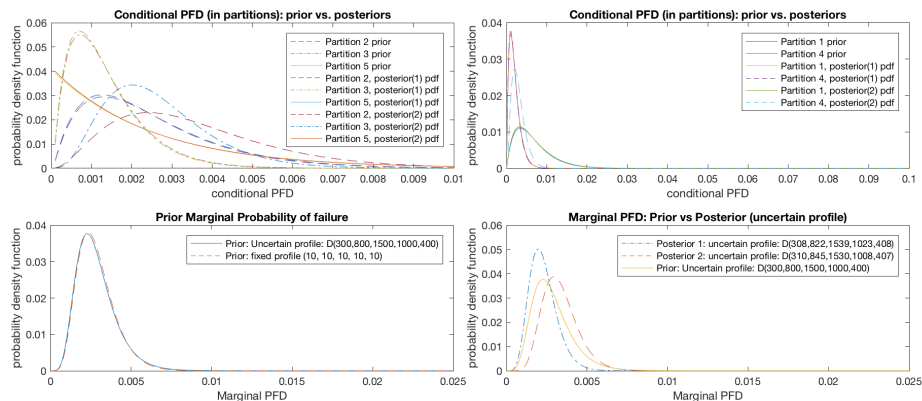 Conditional PFD (in partitions): prior vs. posteriors
probability density function
0.06
0.05
0.04
0.03
0.02
0.01
0
Partition 2 prior
Partition 3 prior
Partition 5 prior
Partition 2, posterior(1) pdf
Partition 3, posterior(1) pdf
Partition 5, posterior(1) pdf
Partition 2, posterior(2) pdf
Partition 3, posterior(2) pdf
Partition 5, posterior(2) pdf
0 0.001 0.002 0.003 0.004 0.005 0.006 0.007 0.008 0.009 0.01
conditional PFD
Conditional PFD (in partitions): prior vs. posteriors
probability density function
0.04
0.03
0.02
0.01
0
Partition 1 prior
Partition 4 prior
Partition 1, posterior(1) pdf
Partition 4, posterior(1) pdf
Partition 1, posterior(2) pdf
Partition 4, posterior(2) pdf
0 0.01 0.02 0.03 0.04 0.05 0.06 0.07 0.08 0.09 0.1
conditional PFD
Prior Marginal Probability of failure
probability density function
0.04
0.03
0.02
0.01
0
Prior: Uncertain profile: D(300,800,1500,1000,400)
Prior: fixed profile (10, 10, 10, 10, 10)
0 0.005 0.01 0.015 0.02 0.025
Marginal PFD
Marginal PFD: Prior vs Posterior (uncertain profile)
probability density function
0.06
0.05
0.04
0.03
0.02
0.01
0
Posterior 1: uncertain profile: D(308,822,1539,1023,408)
Posterior 2: uncertain profile: D(310,845,1530,1008,407)
Prior: Uncertain profile: D(300,800,1500,1000,400)
0 0.005 0.01 0.015 0.02 0.025
Marginal PFD